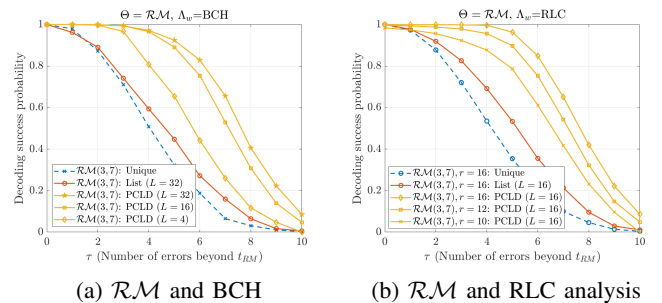 Θ = ℛℳ, Λ_w=BCH
Decoding success probability
1
0.8
0.6
0.4
0.2
0
ℛℳ(3,7): Unique
ℛℳ(3,7): List (L = 32)
ℛℳ(3,7): PCLD (L = 32)
ℛℳ(3,7): PCLD (L = 16)
ℛℳ(3,7): PCLD (L = 4)
0 2 4 6 8 10
τ (Number of errors beyond t_RM)
(a) ℛℳ and BCH
Θ = ℛℳ, Λ_w=RLC
Decoding success probability
1
0.8
0.6
0.4
0.2
0
ℛℳ(3,7), r = 16: Unique
ℛℳ(3,7), r = 16: List (L = 16)
ℛℳ(3,7), r = 16: PCLD (L = 16)
ℛℳ(3,7), r = 12: PCLD (L = 16)
ℛℳ(3,7), r = 10: PCLD (L = 16)
0 2 4 6 8 10
τ (Number of errors beyond t_RM)
(b) ℛℳ and RLC analysis